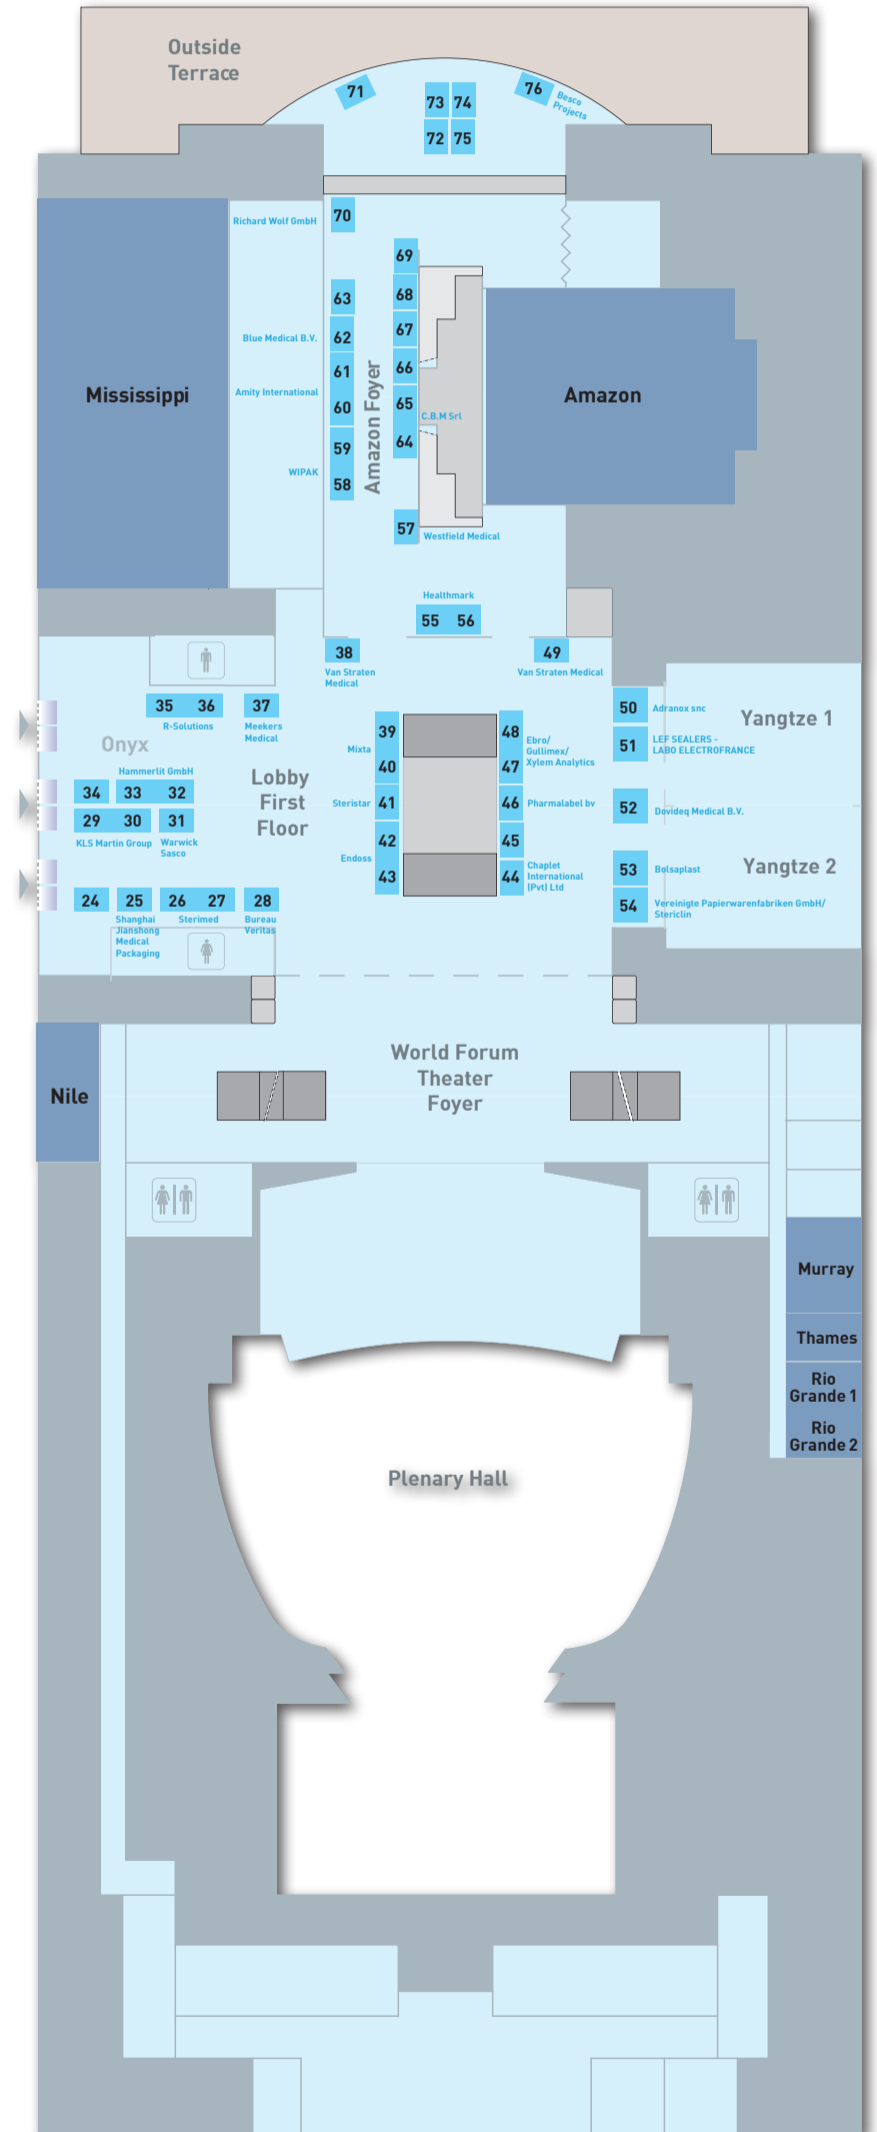 Outside
Terrace
71
73
74
76
Besco
Projects
72
75
Richard Wolf GmbH
70
69
63
68
Blue Medical B.V.
62
67
61
66
Mississippi
Amity International
Amazon Foyer
Amazon
60
65
C.B.M Srl
59
64
WIPAK
58
57
Westfield Medical
Healthmark
55
56
38
Van Straten
Medical
49
Van Straten Medical
35
36
R-Solutions
37
Meekers
Medical
50
Adranox snc
Yangtze 1
Onyx
39
48
Mixta
Ebro/
Gullimex/
Xylem Analytics
51
LEF SEALERS -
LABO ELECTROFRANCE
40
47
Hammerlit GmbH
34
33
32
Lobby
First
Floor
Steristar
41
46
Pharmalabel bv
52
Dovideq Medical B.V.
29
30
31
KLS Martin Group
Warwick
Sasco
42
45
Endoss
43
44
Chaplet
International
(Pvt) Ltd
53
Bolsaplast
Yangtze 2
54
Vereinigte Papierwarenfabriken GmbH/
Stericlin
24
25
26
27
28
Shanghai
Jianshong
Medical
Packaging
Sterimed
Bureau
Veritas
World Forum
Theater
Foyer
Nile
Murray
Thames
Rio
Grande 1
Rio
Grande 2
Plenary Hall